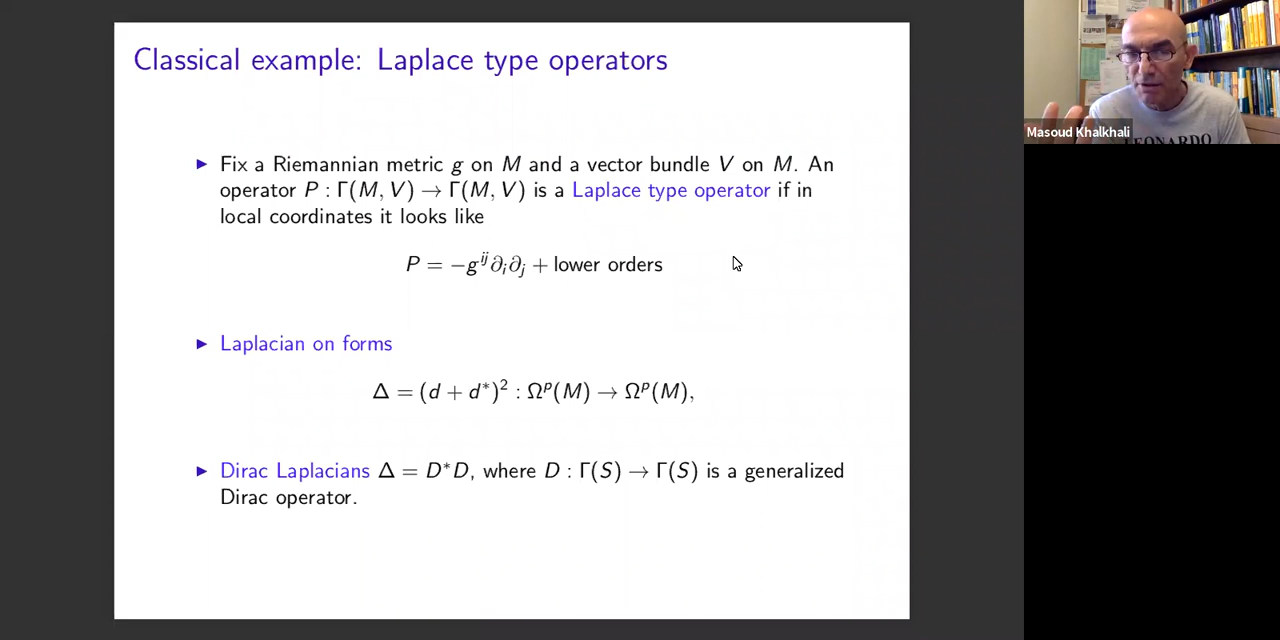 Classical example: Laplace type operators
▶ Fix a Riemannian metric g on M and a vector bundle V on M. An
operator P : Γ(M, V) → Γ(M, V) is a Laplace type operator if in
local coordinates it looks like
P = −g^{ij}∂_i∂_j + lower orders
▶ Laplacian on forms
Δ = (d + d*)² : Ω^p(M) → Ω^p(M),
▶ Dirac Laplacians Δ = D*D, where D : Γ(S) → Γ(S) is a generalized
Dirac operator.
Masoud Khalkhali
LEONARDO